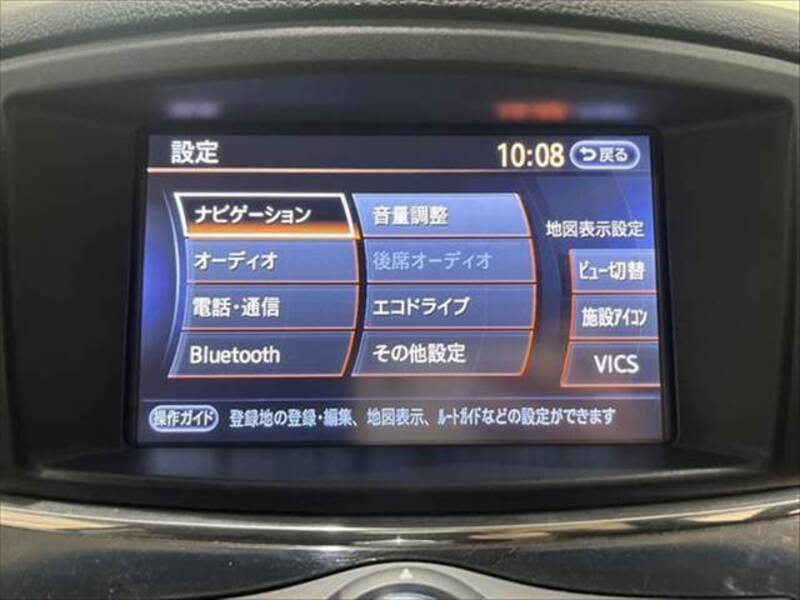 設定
10:08
戻る
ナビゲーション
音量調整
地図表示設定
オーディオ
後席オーディオ
ビュー切替
電話・通信
エコドライブ
施設アイコン
Bluetooth
その他設定
VICS
操作ガイド 登録地の登録・編集、地図表示、ルートガイドなどの設定ができます